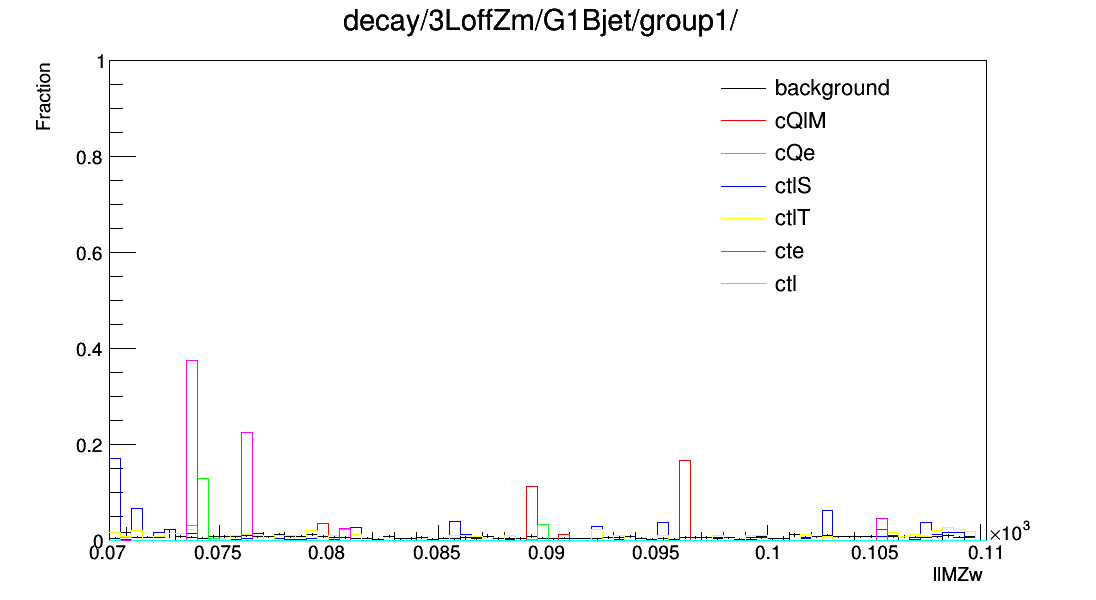 decay/3LoffZm/G1Bjet/group1/
Fraction
1
0.8
0.6
0.4
0.2
0
background
cQlM
cQe
ctlS
ctlT
cte
ctl
0.07 0.075 0.08 0.085 0.09 0.095 0.1 0.105 0.11
×10³
llMZw